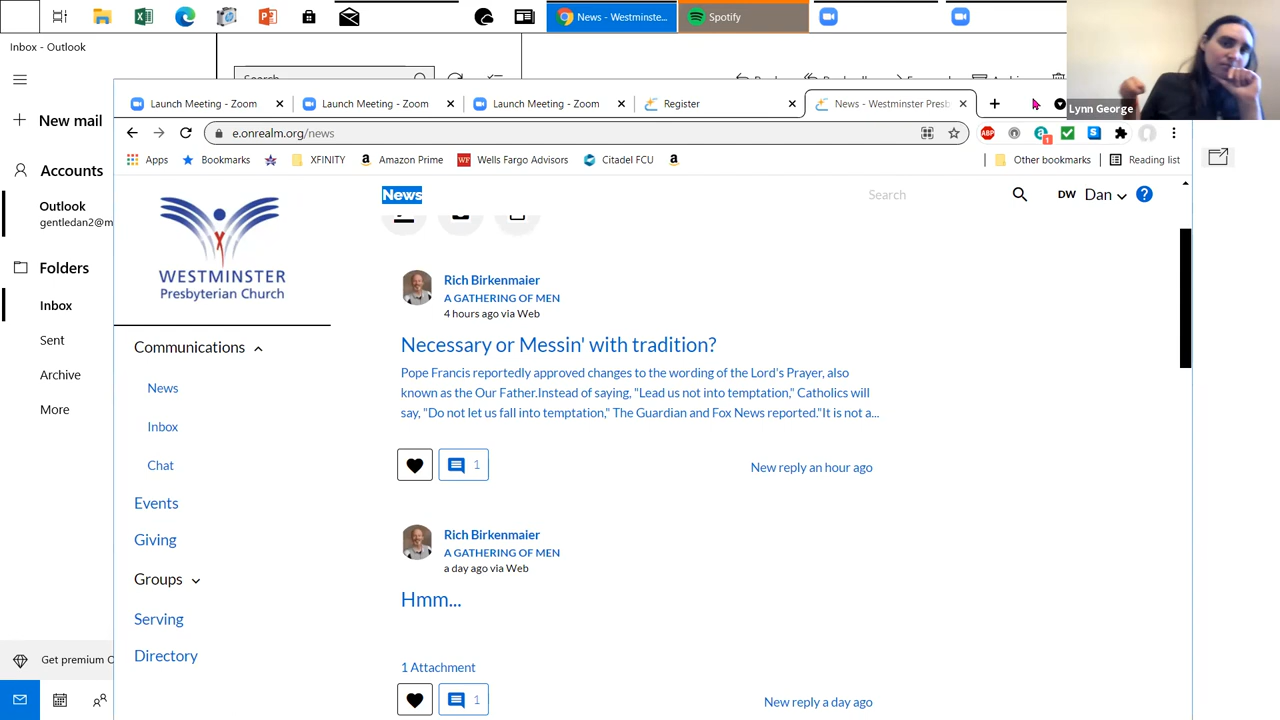 News - Westminste...
Spotify
Inbox - Outlook
Search
Lynn George
Launch Meeting - Zoom
Launch Meeting - Zoom
Launch Meeting - Zoom
Register
News - Westminster Presb
New mail
e.onrealm.org/news
ABP
1
Apps
Bookmarks
XFINITY
Amazon Prime
WF
Wells Fargo Advisors
Citadel FCU
Other bookmarks
Reading list
Accounts
Outlook
gentledan2@m
Folders
Inbox
Sent
Archive
More
Get premium O
WESTMINSTER
Presbyterian Church
Communications
News
Inbox
Chat
Events
Giving
Groups
Serving
Directory
News
Search
DW Dan
?
Rich Birkenmaier
A GATHERING OF MEN
4 hours ago via Web
Necessary or Messin' with tradition?
Pope Francis reportedly approved changes to the wording of the Lord's Prayer, also
known as the Our Father.Instead of saying, "Lead us not into temptation," Catholics will
say, "Do not let us fall into temptation," The Guardian and Fox News reported."It is not a...
1
New reply an hour ago
Rich Birkenmaier
A GATHERING OF MEN
a day ago via Web
Hmm...
1 Attachment
1
New reply a day ago